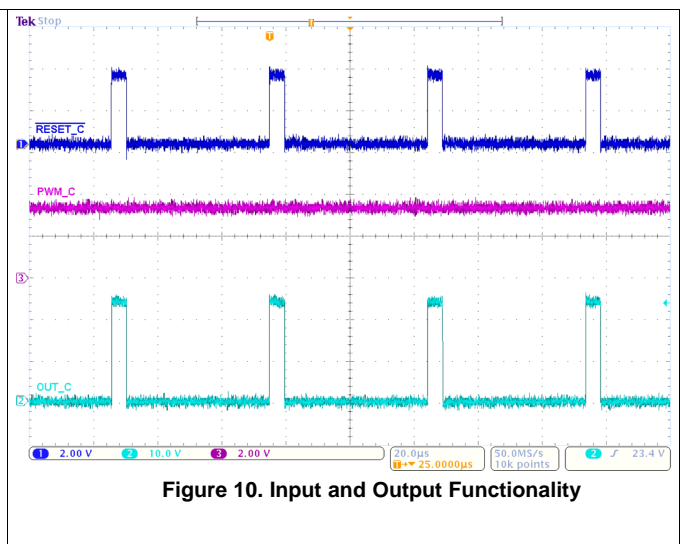 Tek Stop
T
T
RESET_C
1
PWM_C
3
OUT_C
2
1 2.00 V 2 10.0 V 3 2.00 V
20.0µs
T→▼ 25.0000µs
50.0MS/s
10k points
2 ∫ 23.4 V
Figure 10. Input and Output Functionality